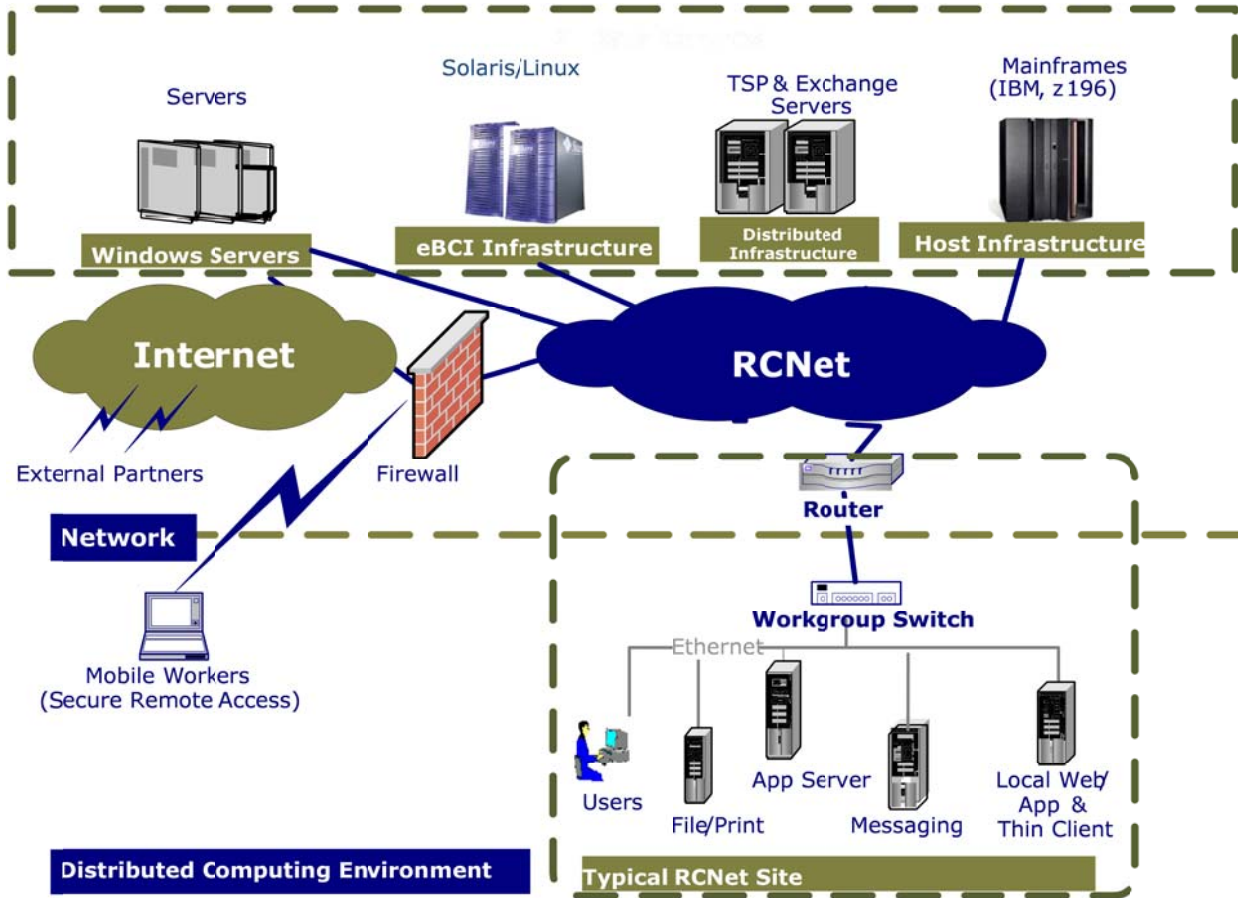 Servers
Solaris/Linux
TSP & Exchange
Servers
Mainframes
(IBM, z196)
Windows Servers
eBCI Infrastructure
Distributed
Infrastructure
Host Infrastructure
Internet
RCNet
External Partners
Firewall
Router
Network
Workgroup Switch
Ethernet
Mobile Workers
(Secure Remote Access)
Users
File/Print
App Server
Messaging
Local Web/
App &
Thin Client
Distributed Computing Environment
Typical RCNet Site